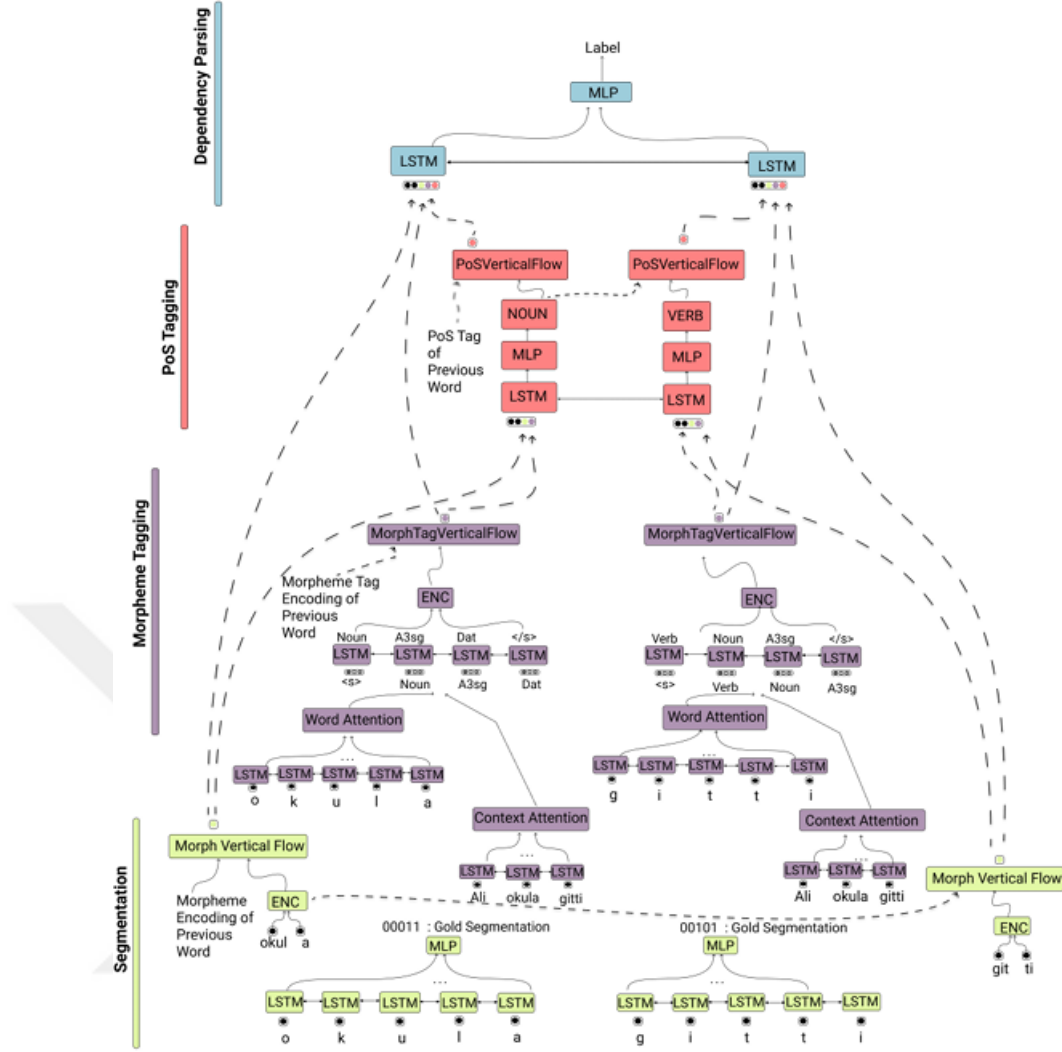 Dependency Parsing
Label
MLP
LSTM
LSTM
PoS Tagging
PoSVerticalFlow
PoSVerticalFlow
NOUN
VERB
PoS Tag
of
Previous
Word
MLP
MLP
LSTM
LSTM
Morpheme Tagging
MorphTagVerticalFlow
MorphTagVerticalFlow
Morpheme Tag
Encoding of
Previous
Word
ENC
ENC
Noun A3sg Dat </s>
LSTM LSTM LSTM LSTM
<s> Noun A3sg Dat
Verb Noun A3sg </s>
LSTM LSTM LSTM LSTM
<s> Verb Noun A3sg
Word Attention
Word Attention
...
LSTM LSTM LSTM LSTM LSTM
o k u l a
...
LSTM LSTM LSTM LSTM LSTM
g i t t i
Context Attention
Context Attention
...
LSTM LSTM LSTM
Ali okula gitti
...
LSTM LSTM LSTM
Ali okula gitti
Segmentation
Morph Vertical Flow
Morph Vertical Flow
Morpheme
Encoding of
Previous
Word
ENC
okul a
ENC
git ti
00011 : Gold Segmentation
MLP
...
LSTM LSTM LSTM LSTM LSTM
o k u l a
00101 : Gold Segmentation
MLP
...
LSTM LSTM LSTM LSTM LSTM
g i t t i